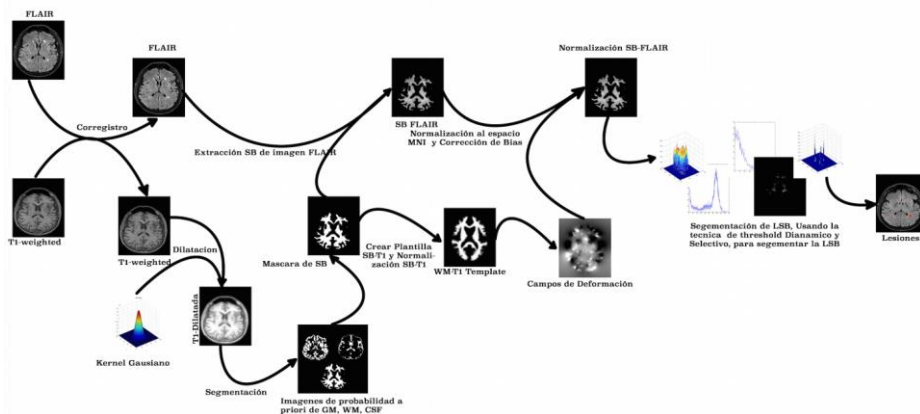 FLAIR
FLAIR
Normalización SB-FLAIR
Corregistro
SB FLAIR
Normalización al espacio
MNI y Corrección de Bias
Extracción SB de imagen FLAIR
T1-weighted
T1-weighted
Dilatacion
Mascara de SB
Crear Plantilla
SB-T1 y Normali-
zación SB-T1
WM-T1 Template
Campos de Deformación
Segementación de LSB, Usando la
tecnica de threshold Dianamico y
Selectivo, para segementar la LSB
Lesiones
T1-Dilatada
Kernel Gausiano
Segmentación
Imagenes de probabilidad a
priori de GM, WM, CSF